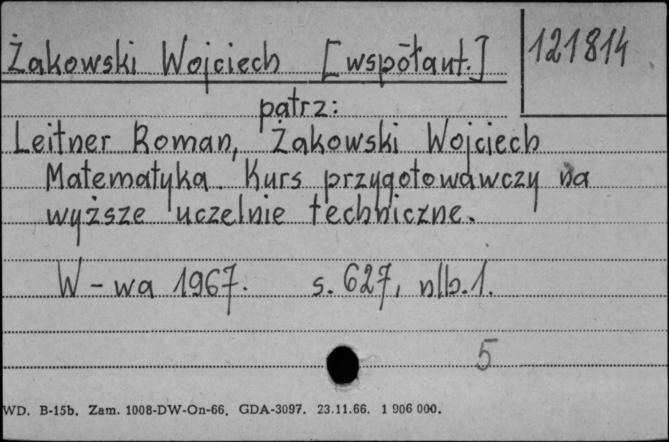 Żakowski Wojciech [współaut.]
121814
patrz:
Leitner Roman, Żakowski Wojciech
Matematyka. Kurs przygotowawczy na
wyższe uczelnie techniczne.
W-wa 1967. s. 627, nlb. 1.
5
WD. B-15b. Zam. 1008-DW-On-66. GDA-3097. 23.11.66. 1 906 000.